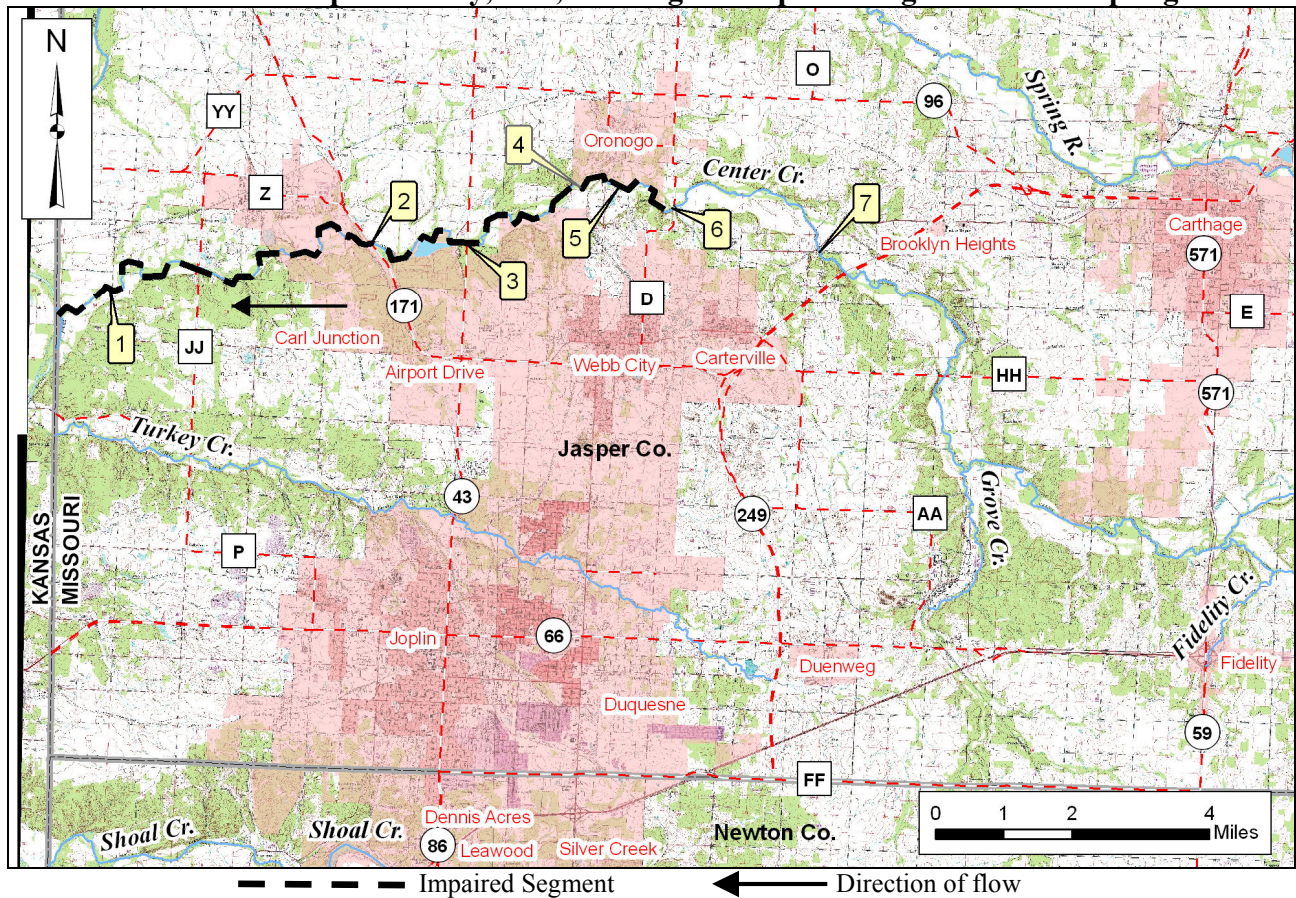 N
O
YY
96
Spring R.
4
Oronogo
Center Cr.
Z
2
7
5
6
Brooklyn Heights
Carthage
571
3
1
171
D
E
JJ
Carl Junction
Airport Drive
Webb City
Carterville
HH
571
Turkey Cr.
Jasper Co.
43
249
AA
Grove Cr.
KANSAS
MISSOURI
P
Joplin
66
Duenweg
Fidelity Cr.
Fidelity
Duquesne
59
FF
Dennis Acres
Shoal Cr.
Shoal Cr.
86
Leawood
Silver Creek
Newton Co.
0 1 2 4
Miles
Impaired Segment
Direction of flow